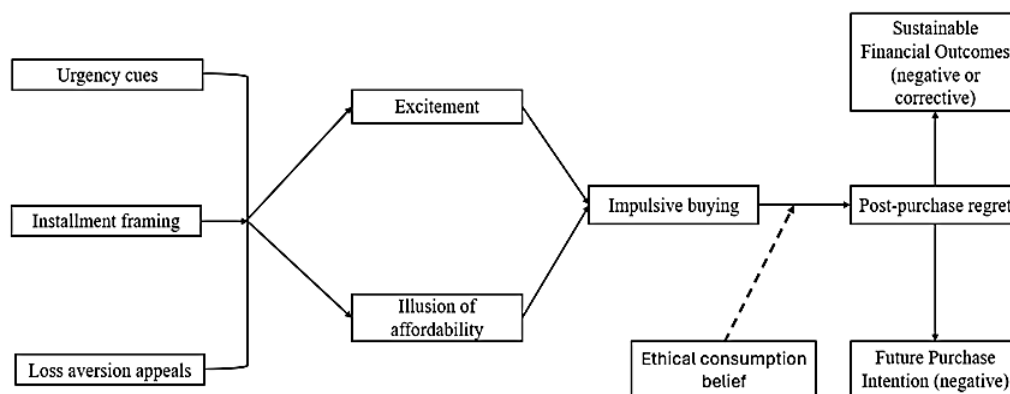 Urgency cues
Installment framing
Loss aversion appeals
Excitement
Illusion of
affordability
Impulsive buying
Ethical consumption
belief
Sustainable
Financial Outcomes
(negative or
corrective)
Post-purchase regret
Future Purchase
Intention (negative)